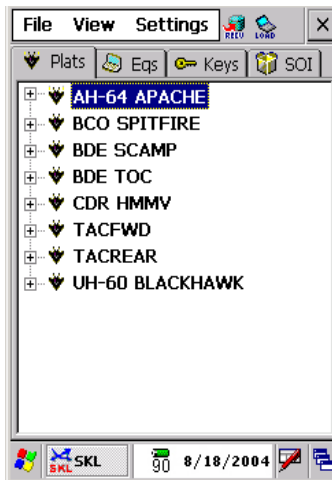 File View Settings RECV LOAD X
Plats Eqs Keys SOI
AH-64 APACHE
BCO SPITFIRE
BDE SCAMP
BDE TOC
CDR HMMV
TACFWD
TACREAR
UH-60 BLACKHAWK
SKL SKL 90 8/18/2004